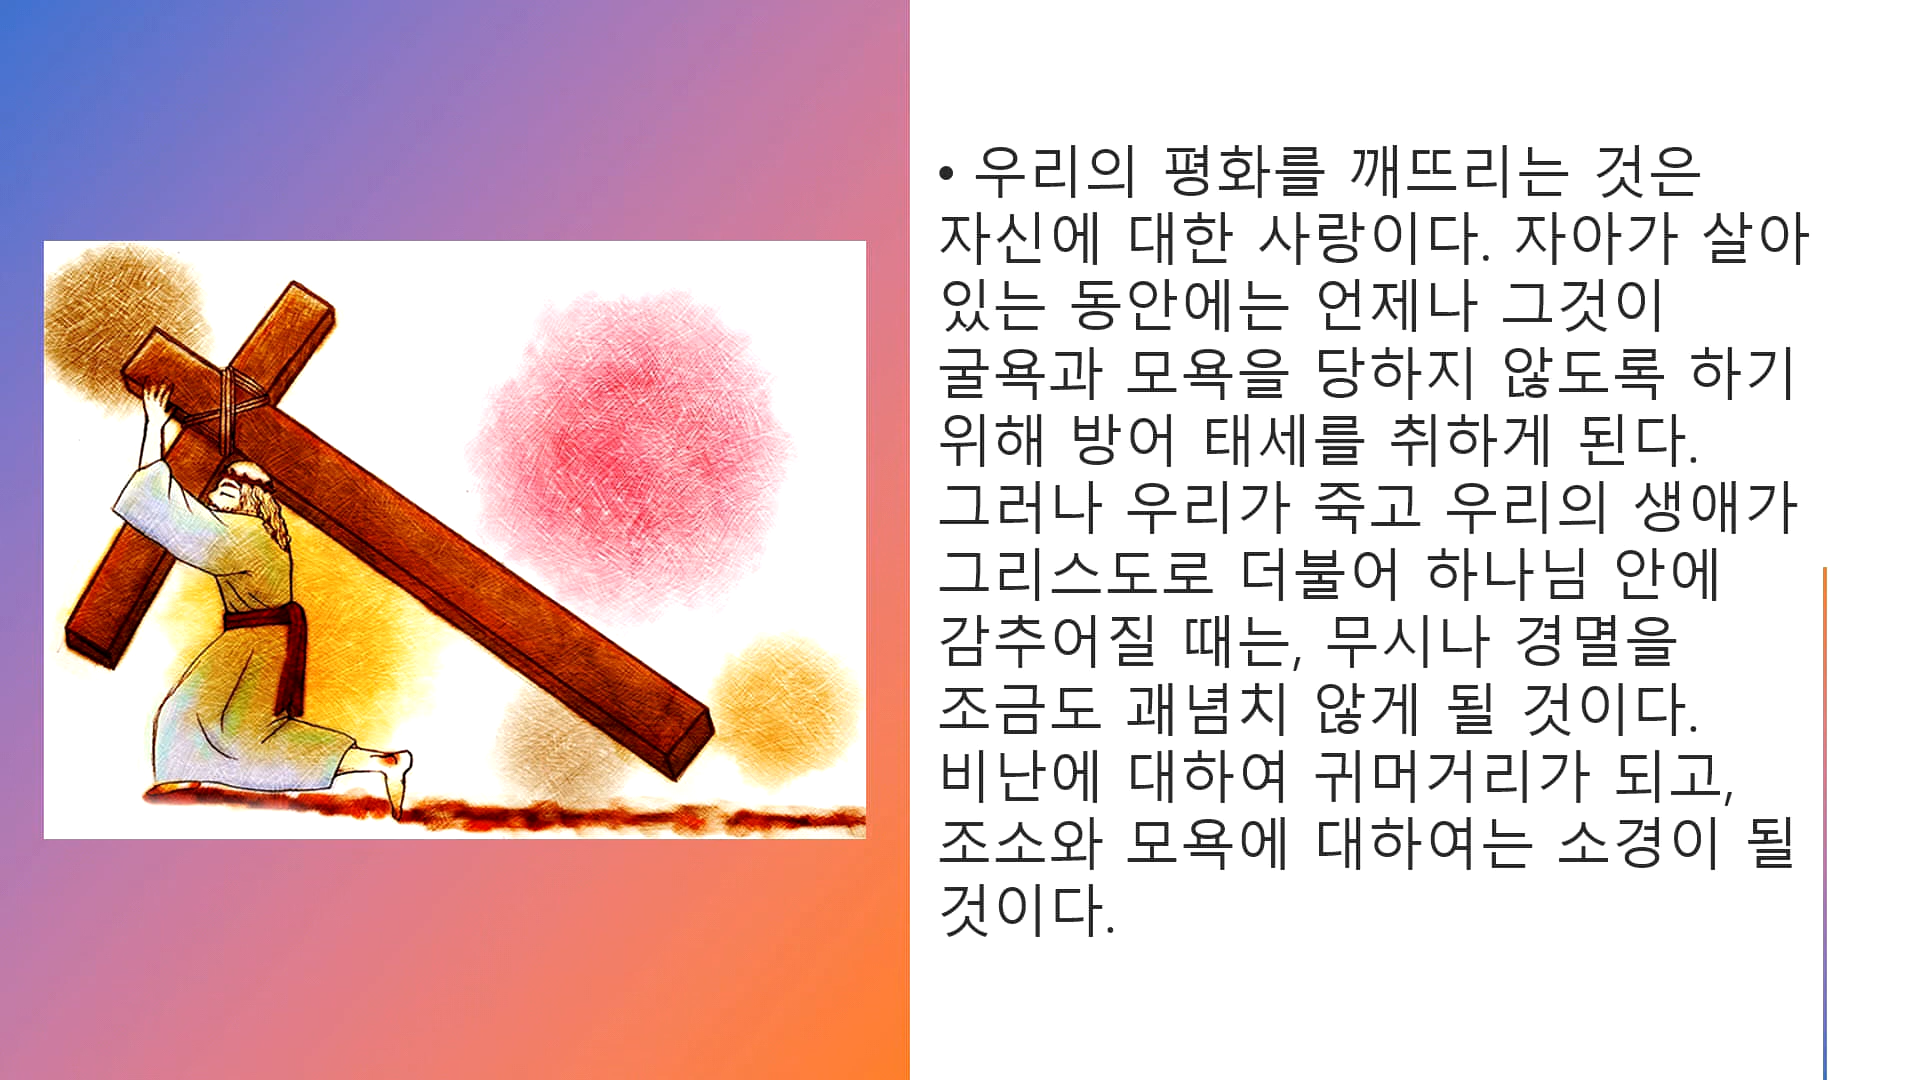 • 우리의 평화를 깨뜨리는 것은
자신에 대한 사랑이다. 자아가 살아
있는 동안에는 언제나 그것이
굴욕과 모욕을 당하지 않도록 하기
위해 방어 태세를 취하게 된다.
그러나 우리가 죽고 우리의 생애가
그리스도로 더불어 하나님 안에
감추어질 때는, 무시나 경멸을
조금도 괘념치 않게 될 것이다.
비난에 대하여 귀머거리가 되고,
조소와 모욕에 대하여는 소경이 될
것이다.